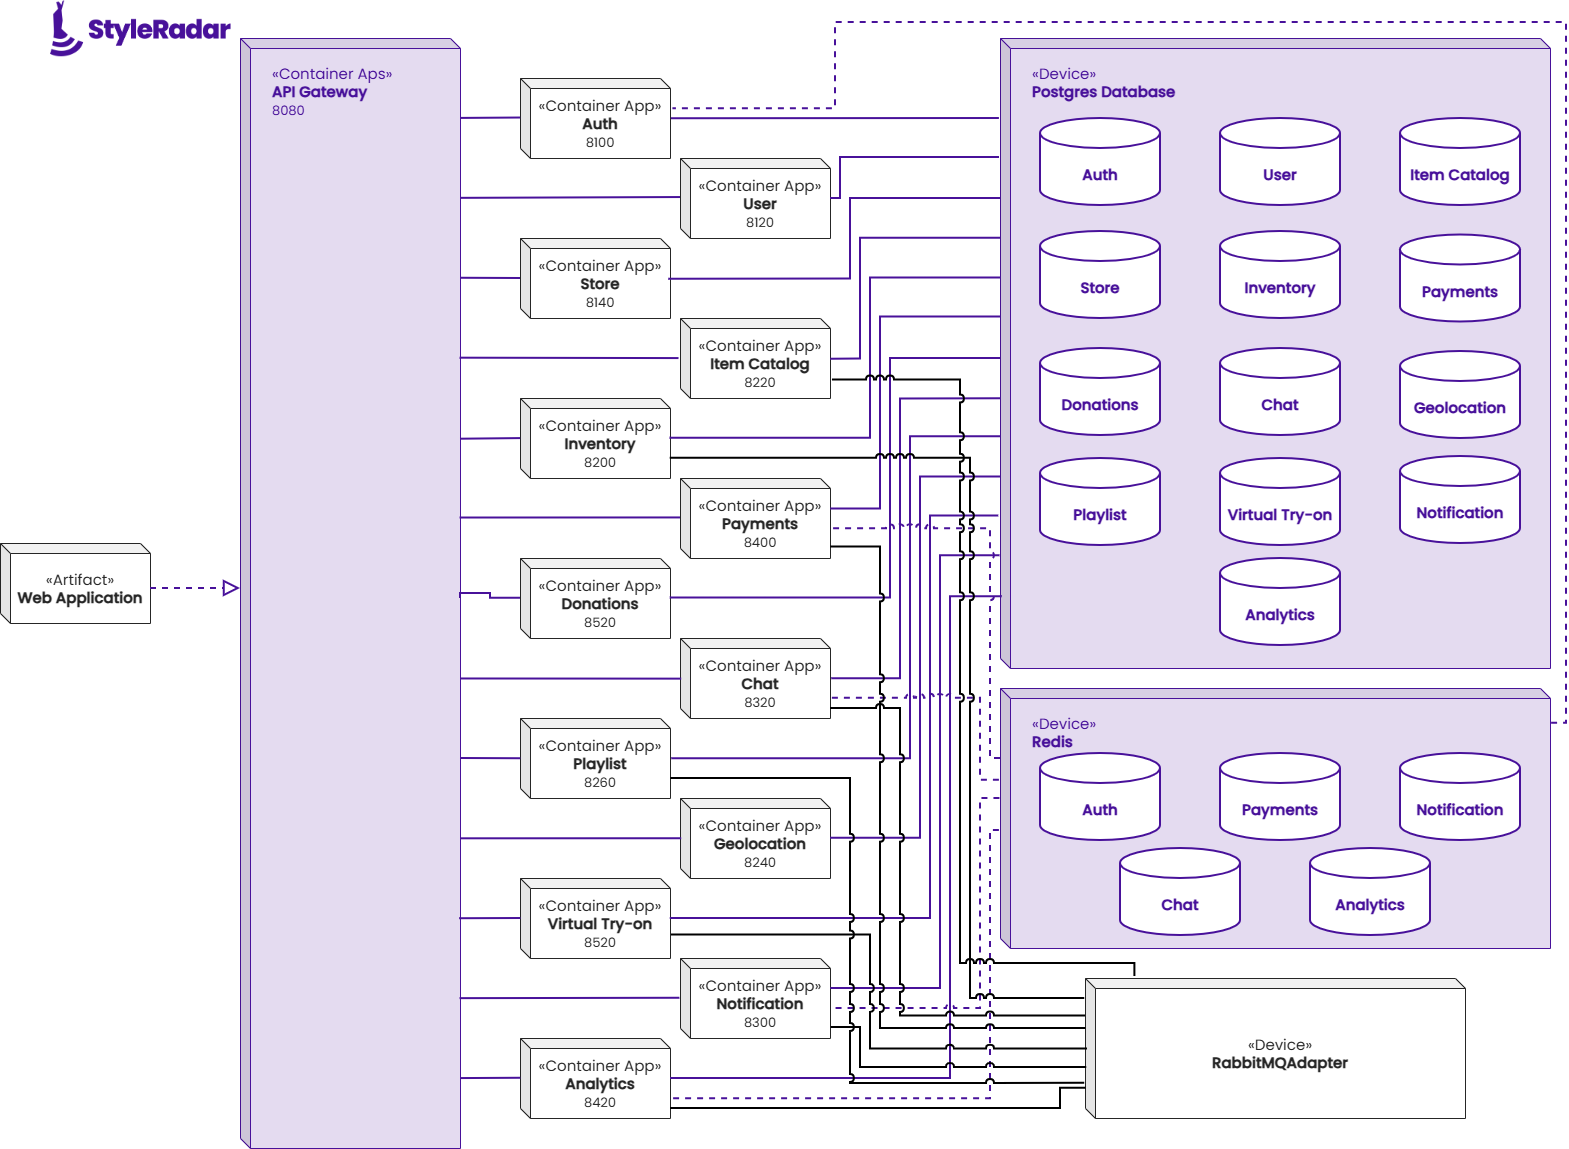 StyleRadar
«Container Aps»
API Gateway
8080
«Artifact»
Web Application
«Container App»
Auth
8100
«Container App»
User
8120
«Container App»
Store
8140
«Container App»
Item Catalog
8220
«Container App»
Inventory
8200
«Container App»
Payments
8400
«Container App»
Donations
8520
«Container App»
Chat
8320
«Container App»
Playlist
8260
«Container App»
Geolocation
8240
«Container App»
Virtual Try-on
8520
«Container App»
Notification
8300
«Container App»
Analytics
8420
«Device»
Postgres Database
Auth
User
Item Catalog
Store
Inventory
Payments
Donations
Chat
Geolocation
Playlist
Virtual Try-on
Notification
Analytics
«Device»
Redis
Auth
Payments
Notification
Chat
Analytics
«Device»
RabbitMQAdapter